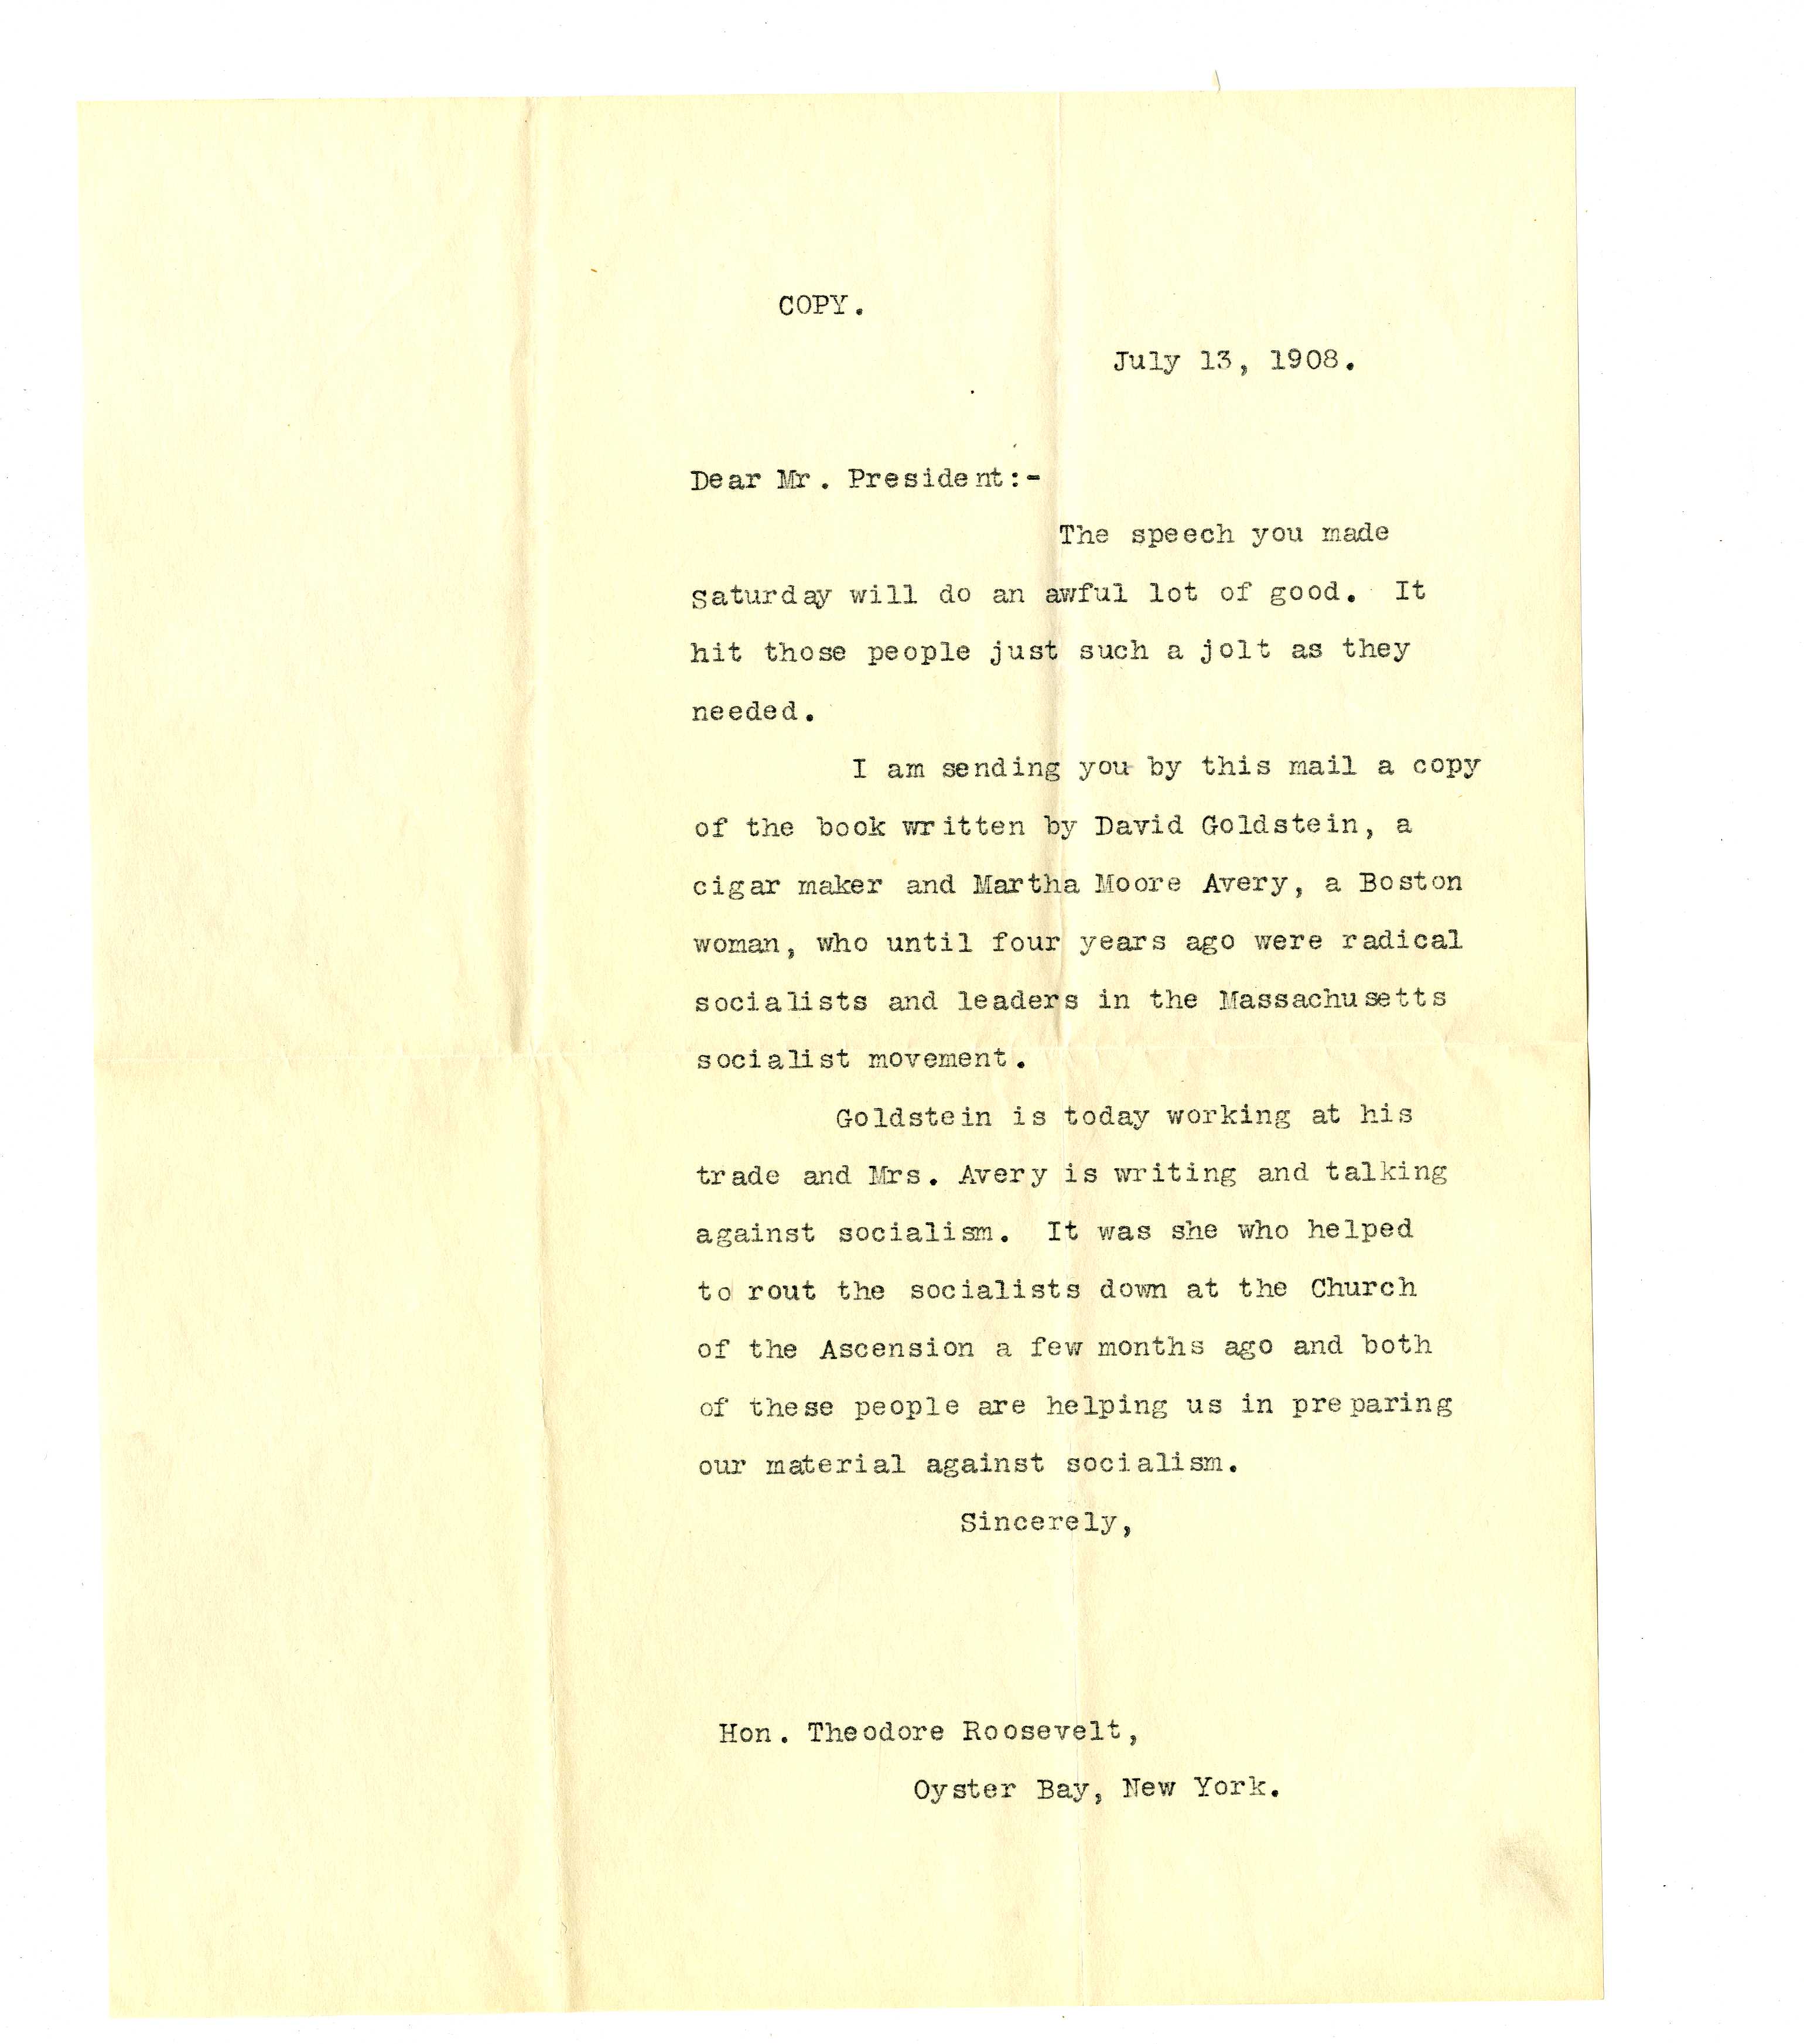 COPY.
July 13, 1908.
Dear Mr. President:-
The speech you made
saturday will do an awful lot of good. It
hit those people just such a jolt as they
needed.
I am sending you by this mail a copy
of the book written by David Goldstein, a
cigar maker and Martha Moore Avery, a Boston
woman, who until four years ago were radical
socialists and leaders in the Massachusetts
socialist movement.
Goldstein is today working at his
trade and Mrs. Avery is writing and talking
against socialism. It was she who helped
to rout the socialists down at the Church
of the Ascension a few months ago and both
of these people are helping us in preparing
our material against socialism.
Sincerely,
Hon. Theodore Roosevelt,
Oyster Bay, New York.